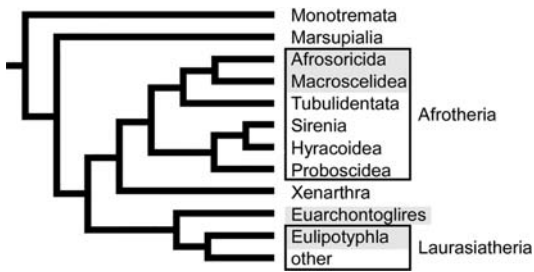 Monotremata
Marsupialia
Afrosoricida
Macroscelidea
Tubulidentata
Afrotheria
Sirenia
Hyracoidea
Proboscidea
Xenarthra
Euarchontoglires
Eulipotyphla
Laurasiatheria
other